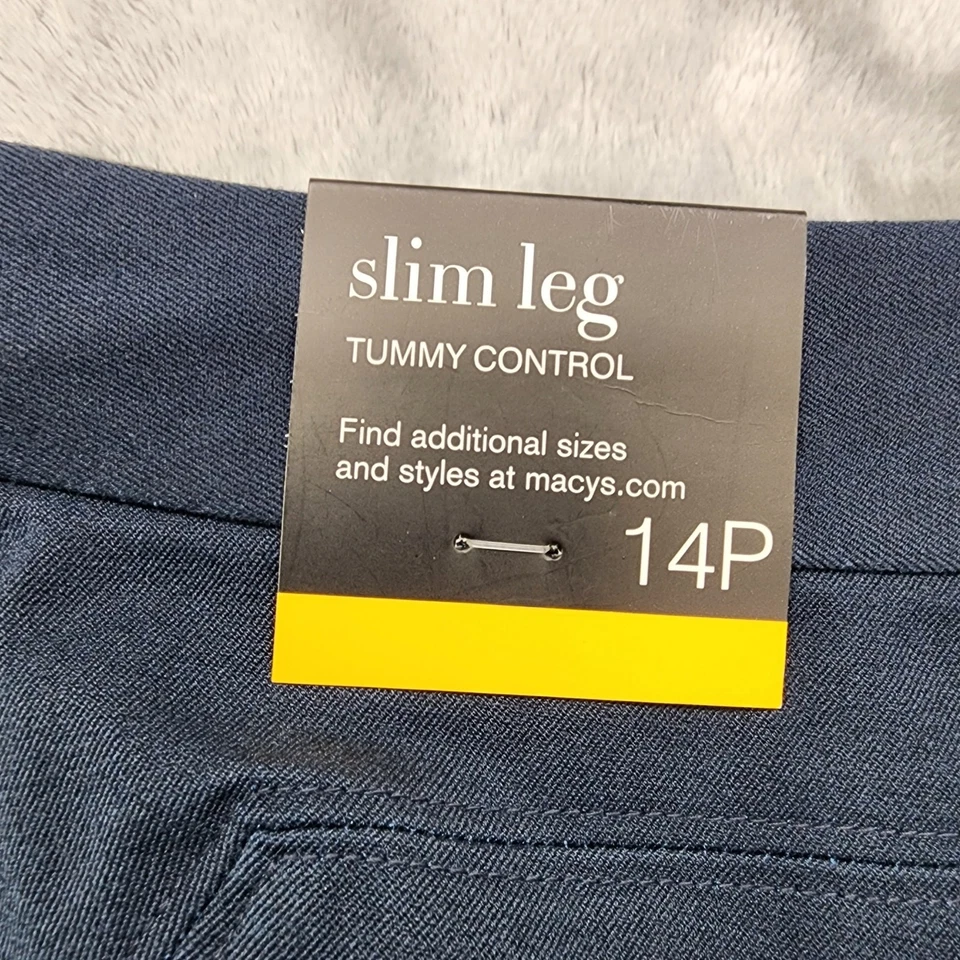 slim leg
TUMMY CONTROL
Find additional sizes
and styles at macys.com
14P